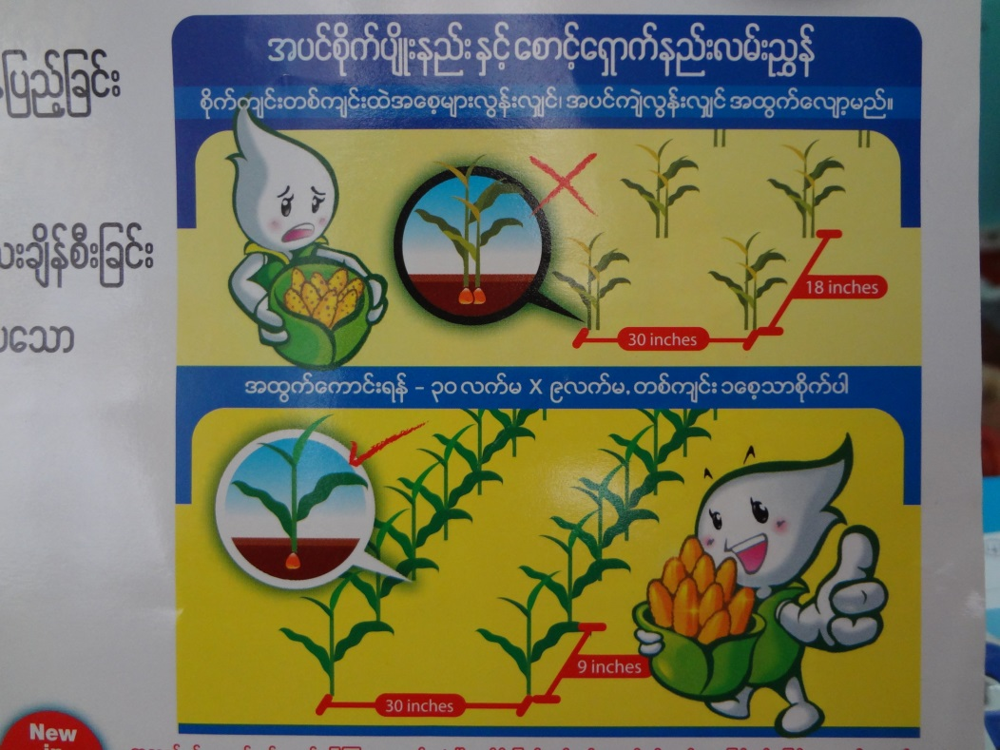 အပင်စိုက်ပျိုးနည်း နှင့် စောင့်ရှောက်နည်းလမ်းညွှန်
စိုက်ကျင်းတစ်ကျင်းထဲအစေ့များလွန်းလျှင်၊ အပင်ကျဲလွန်းလျှင် အထွက်လျော့မည်။
18 inches
30 inches
အထွက်ကောင်းရန် - ၃၀ လက်မ X ၉လက်မ, တစ်ကျင်း ၁စေ့သာစိုက်ပါ
9 inches
30 inches
ပြည့်ခြင်း
ချိန်စီးခြင်း
သော
New
in